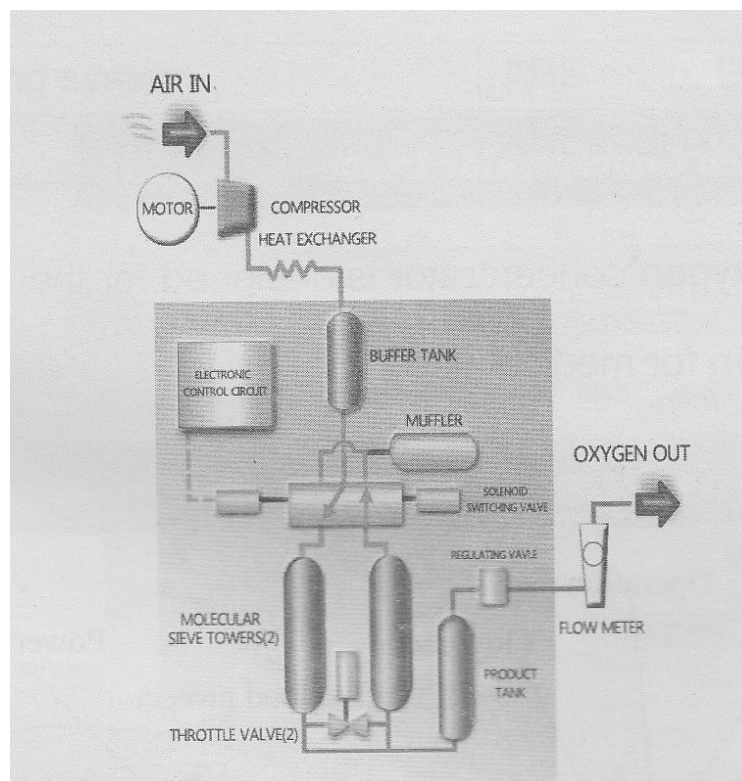 AIR IN
MOTOR
COMPRESSOR
HEAT EXCHANGER
BUFFER TANK
ELECTRONIC
CONTROL CIRCUIT
MUFFLER
OXYGEN OUT
SOLENOID
SWITCHING VALVE
REGULATING VAVLE
MOLECULAR
SIEVE TOWERS(2)
FLOW METER
PRODUCT
TANK
THROTTLE VALVE(2)